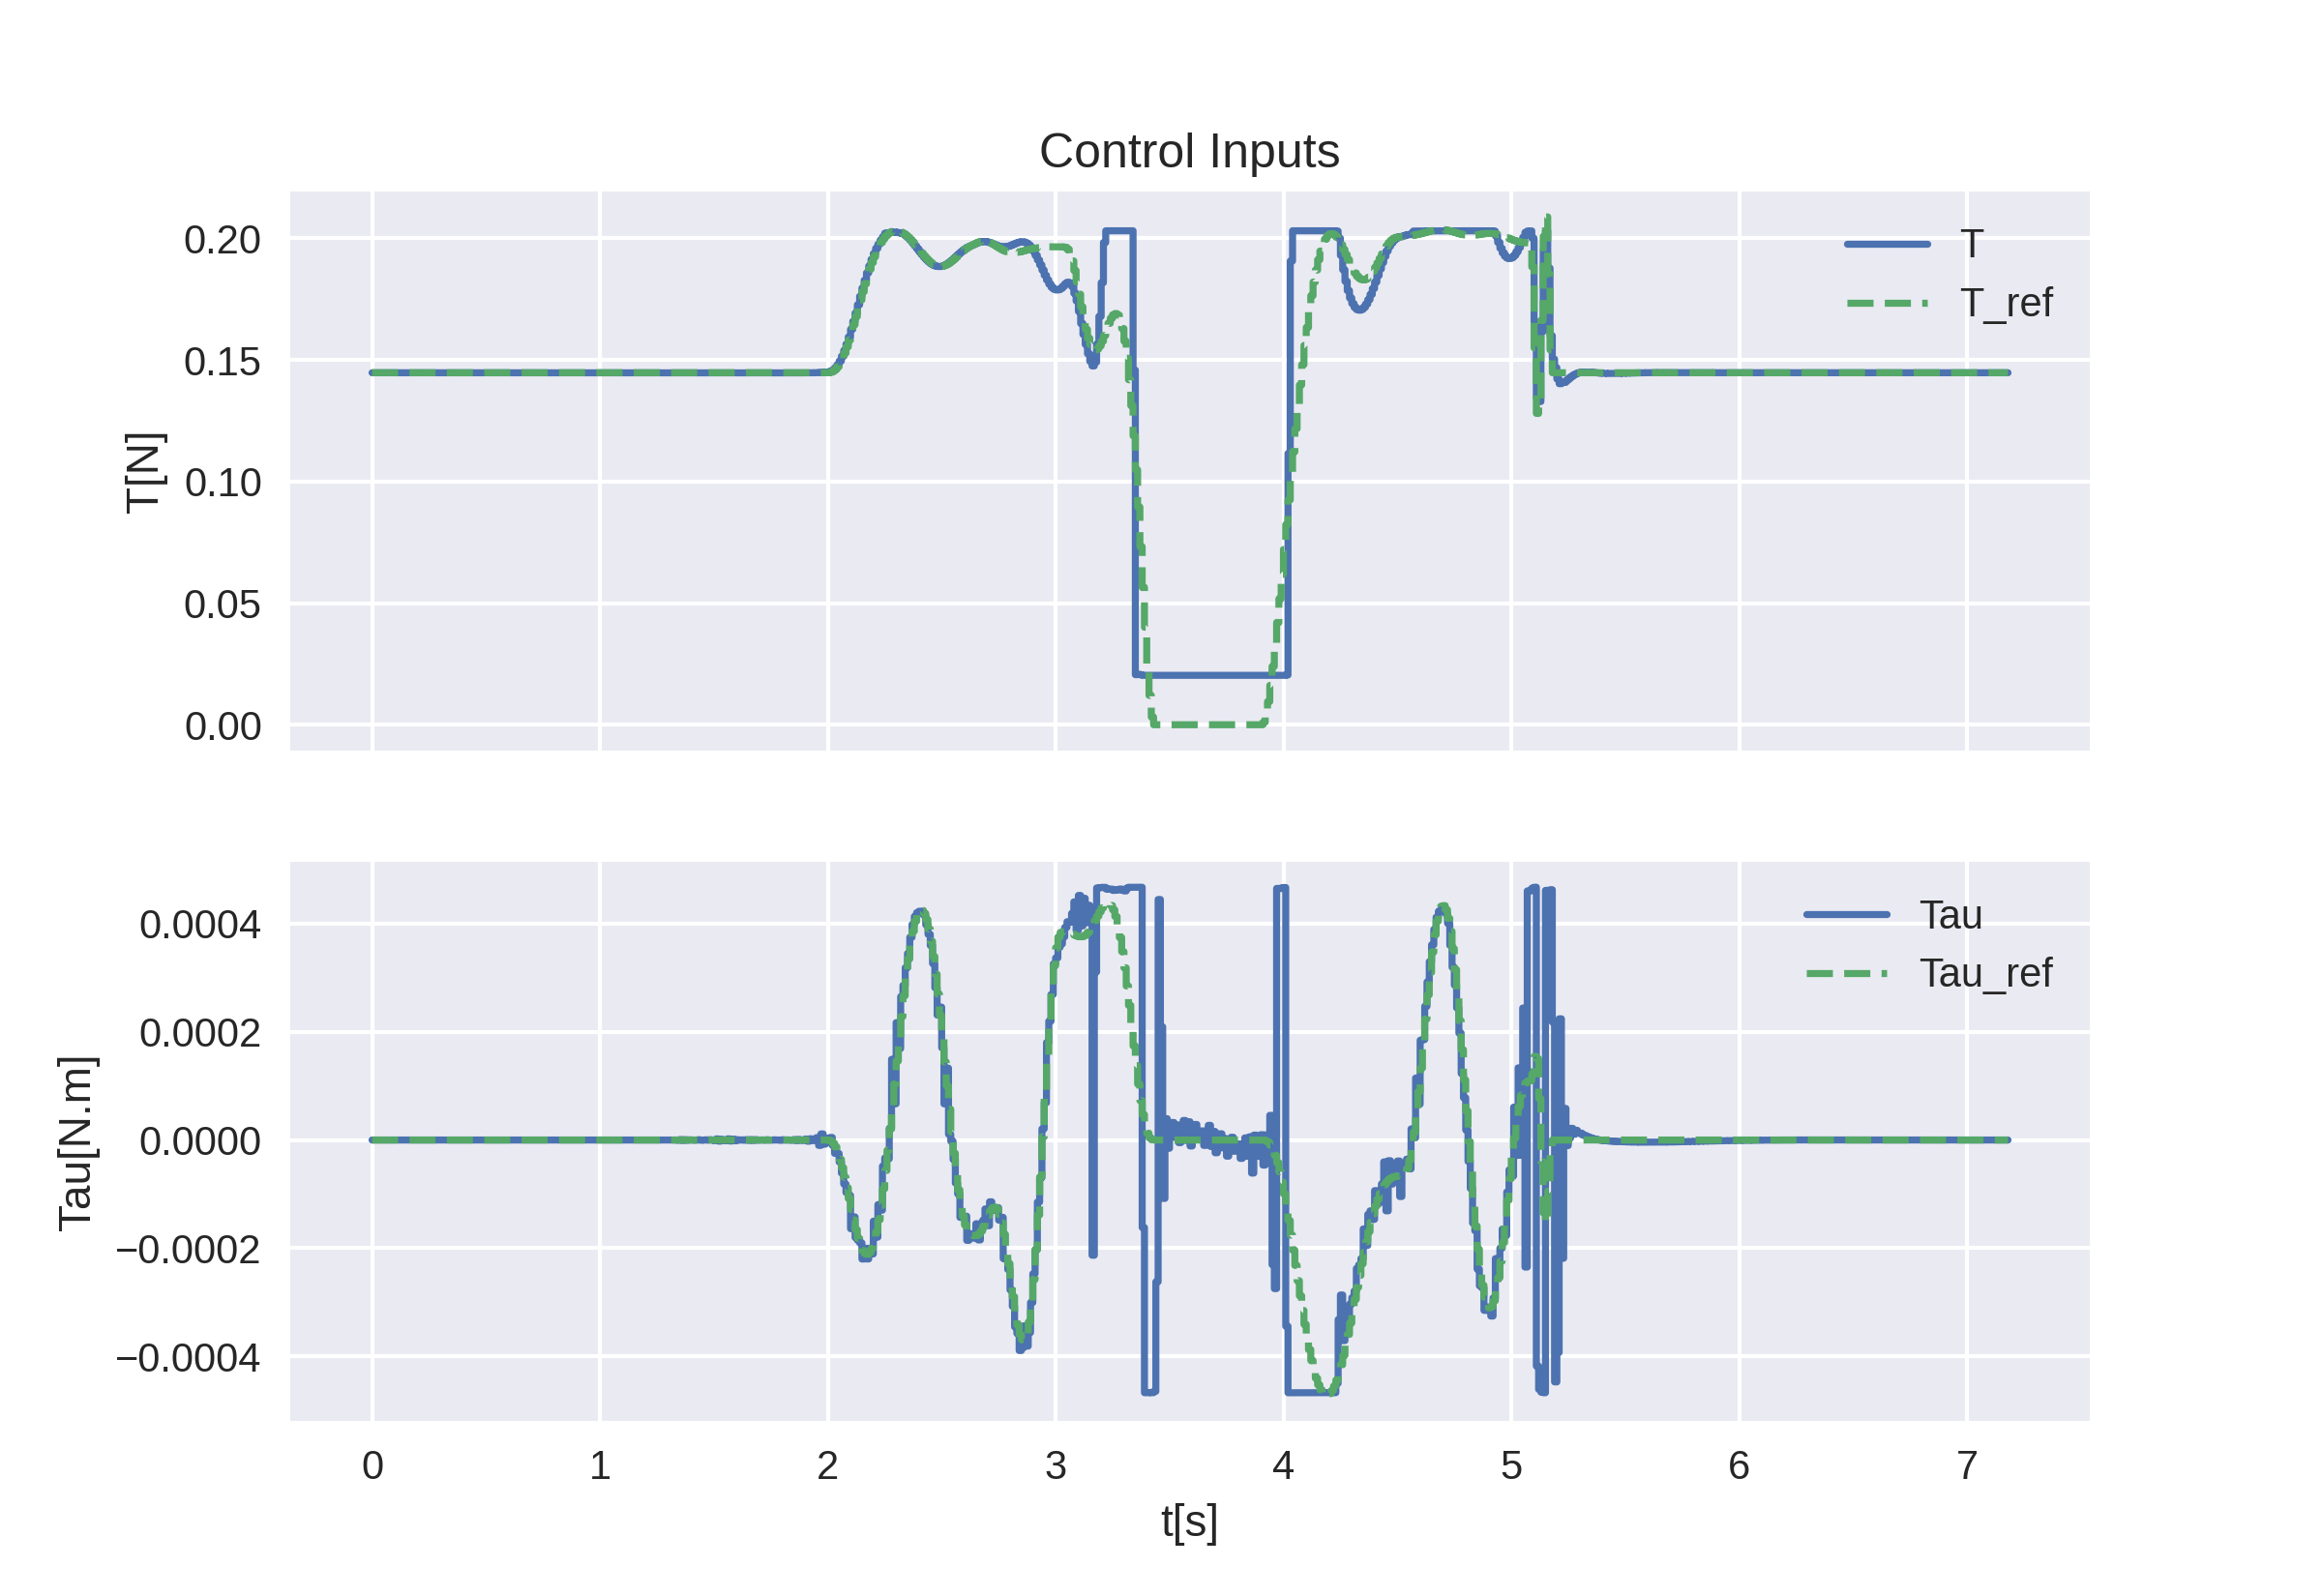 Control Inputs
0.20
0.15
0.10
0.05
0.00
T[N]
T
T_ref
0.0004
0.0002
0.0000
−0.0002
−0.0004
Tau[N.m]
Tau
Tau_ref
0 1 2 3 4 5 6 7
t[s]